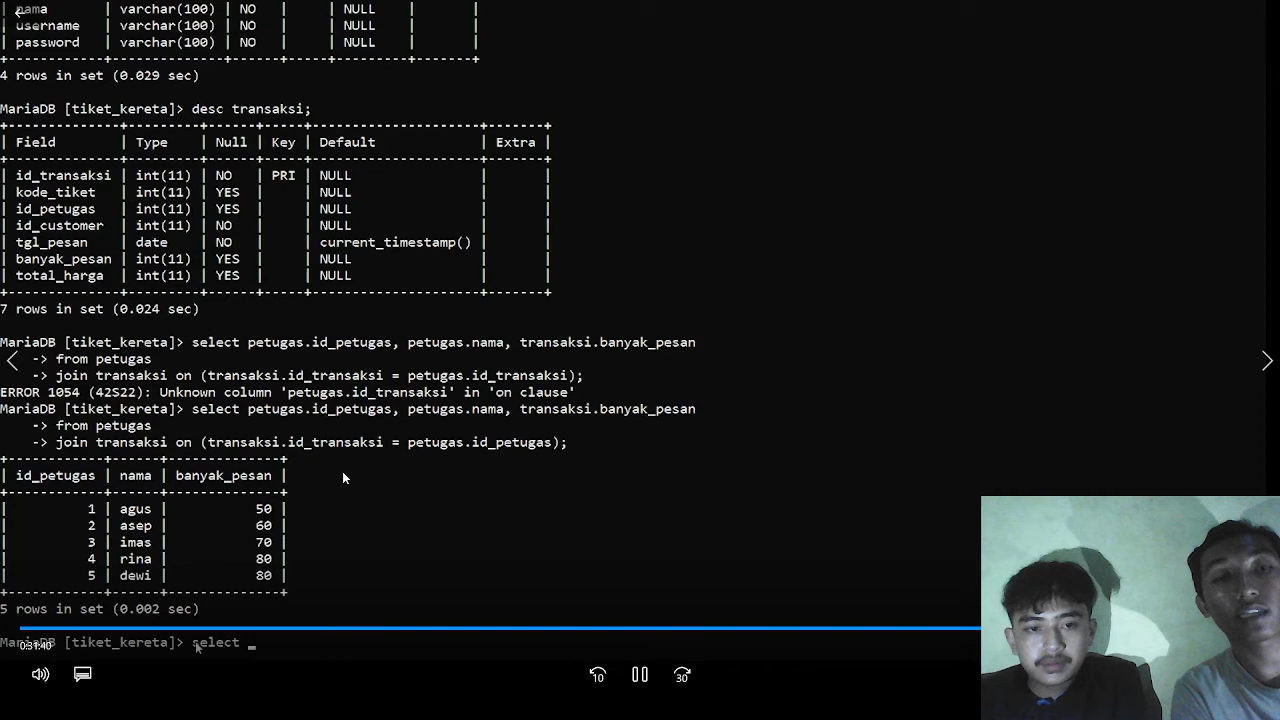 | nama       | varchar(100) | NO   |     | NULL    |       |
| username   | varchar(100) | NO   |     | NULL    |       |
| password   | varchar(100) | NO   |     | NULL    |       |
+------------+--------------+------+-----+---------+-------+
4 rows in set (0.029 sec)
MariaDB [tiket_kereta]> desc transaksi;
+--------------+---------+------+-----+---------------------+-------+
| Field        | Type    | Null | Key | Default             | Extra |
+--------------+---------+------+-----+---------------------+-------+
| id_transaksi | int(11) | NO   | PRI | NULL                |       |
| kode_tiket   | int(11) | YES  |     | NULL                |       |
| id_petugas   | int(11) | YES  |     | NULL                |       |
| id_customer  | int(11) | NO   |     | NULL                |       |
| tgl_pesan    | date    | NO   |     | current_timestamp() |       |
| banyak_pesan | int(11) | YES  |     | NULL                |       |
| total_harga  | int(11) | YES  |     | NULL                |       |
+--------------+---------+------+-----+---------------------+-------+
7 rows in set (0.024 sec)
MariaDB [tiket_kereta]> select petugas.id_petugas, petugas.nama, transaksi.banyak_pesan
    -> from petugas
    -> join transaksi on (transaksi.id_transaksi = petugas.id_transaksi);
ERROR 1054 (42S22): Unknown column 'petugas.id_transaksi' in 'on clause'
MariaDB [tiket_kereta]> select petugas.id_petugas, petugas.nama, transaksi.banyak_pesan
    -> from petugas
    -> join transaksi on (transaksi.id_transaksi = petugas.id_petugas);
+------------+------+--------------+
| id_petugas | nama | banyak_pesan |
+------------+------+--------------+
|          1 | agus |           50 |
|          2 | asep |           60 |
|          3 | imas |           70 |
|          4 | rina |           80 |
|          5 | dewi |           80 |
+------------+------+--------------+
5 rows in set (0.002 sec)
MariaDB [tiket_kereta]> select _
0:31:40
10 30